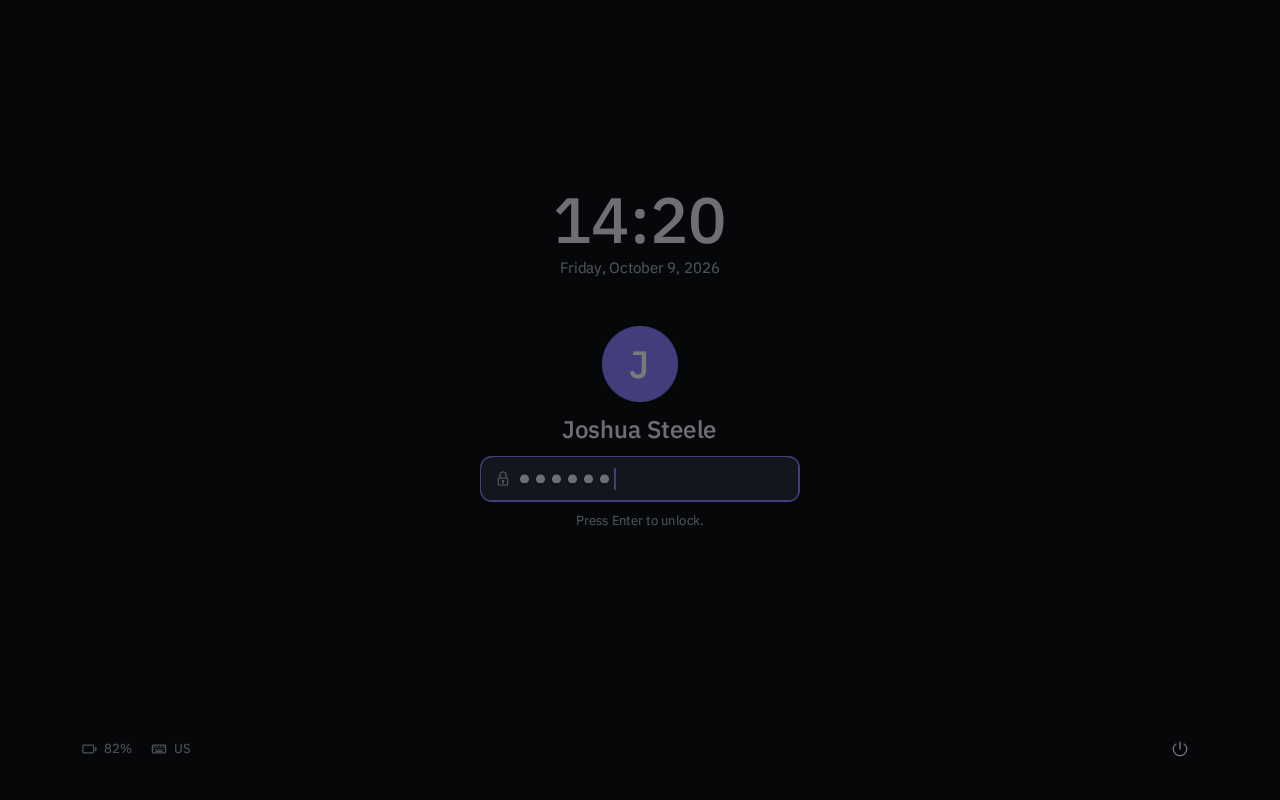 14:20
Friday, October 9, 2026
J
Joshua Steele
Press Enter to unlock.
82% US